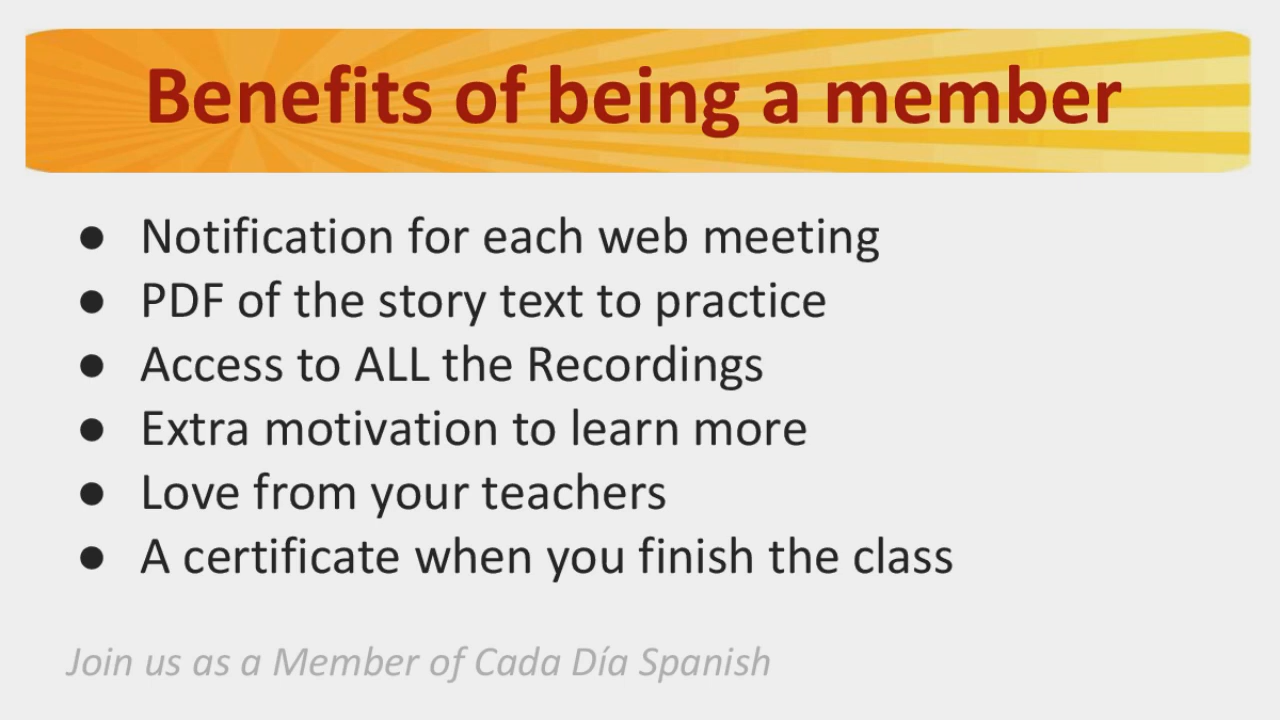 Benefits of being a member
● Notification for each web meeting
● PDF of the story text to practice
● Access to ALL the Recordings
● Extra motivation to learn more
● Love from your teachers
● A certificate when you finish the class
Join us as a Member of Cada Día Spanish